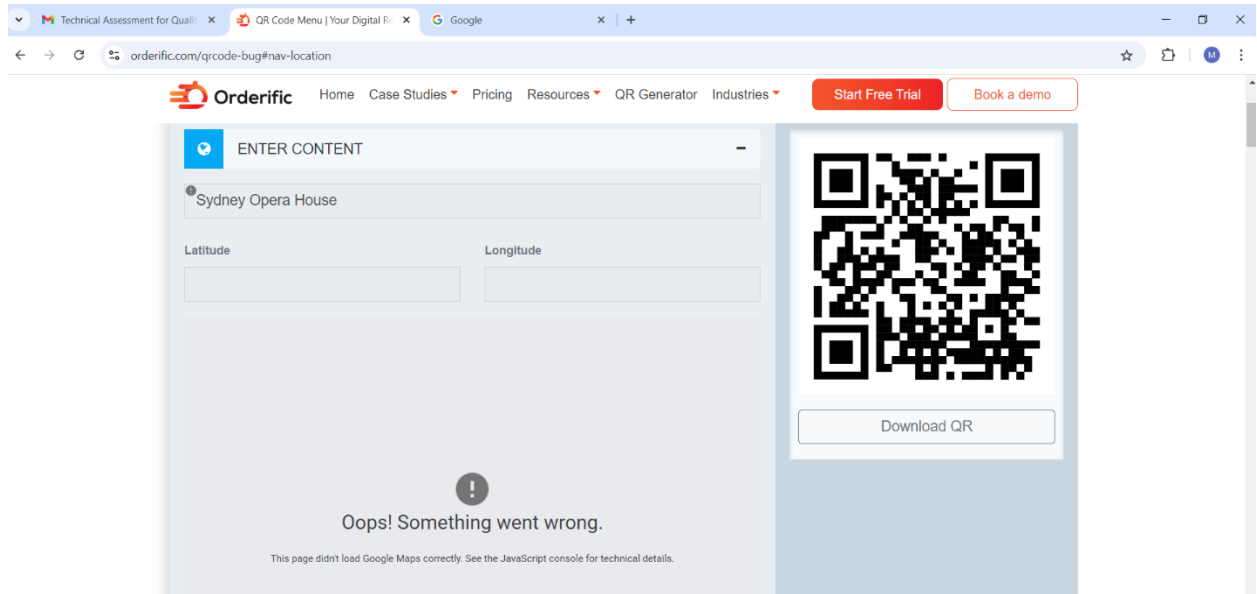 Technical Assessment for Quali
QR Code Menu | Your Digital Re
Google
orderific.com/qrcode-bug#nav-location
M
Orderific
Home Case Studies Pricing Resources QR Generator Industries
Start Free Trial
Book a demo
ENTER CONTENT
Sydney Opera House
Latitude Longitude
Download QR
Oops! Something went wrong.
This page didn't load Google Maps correctly. See the JavaScript console for technical details.